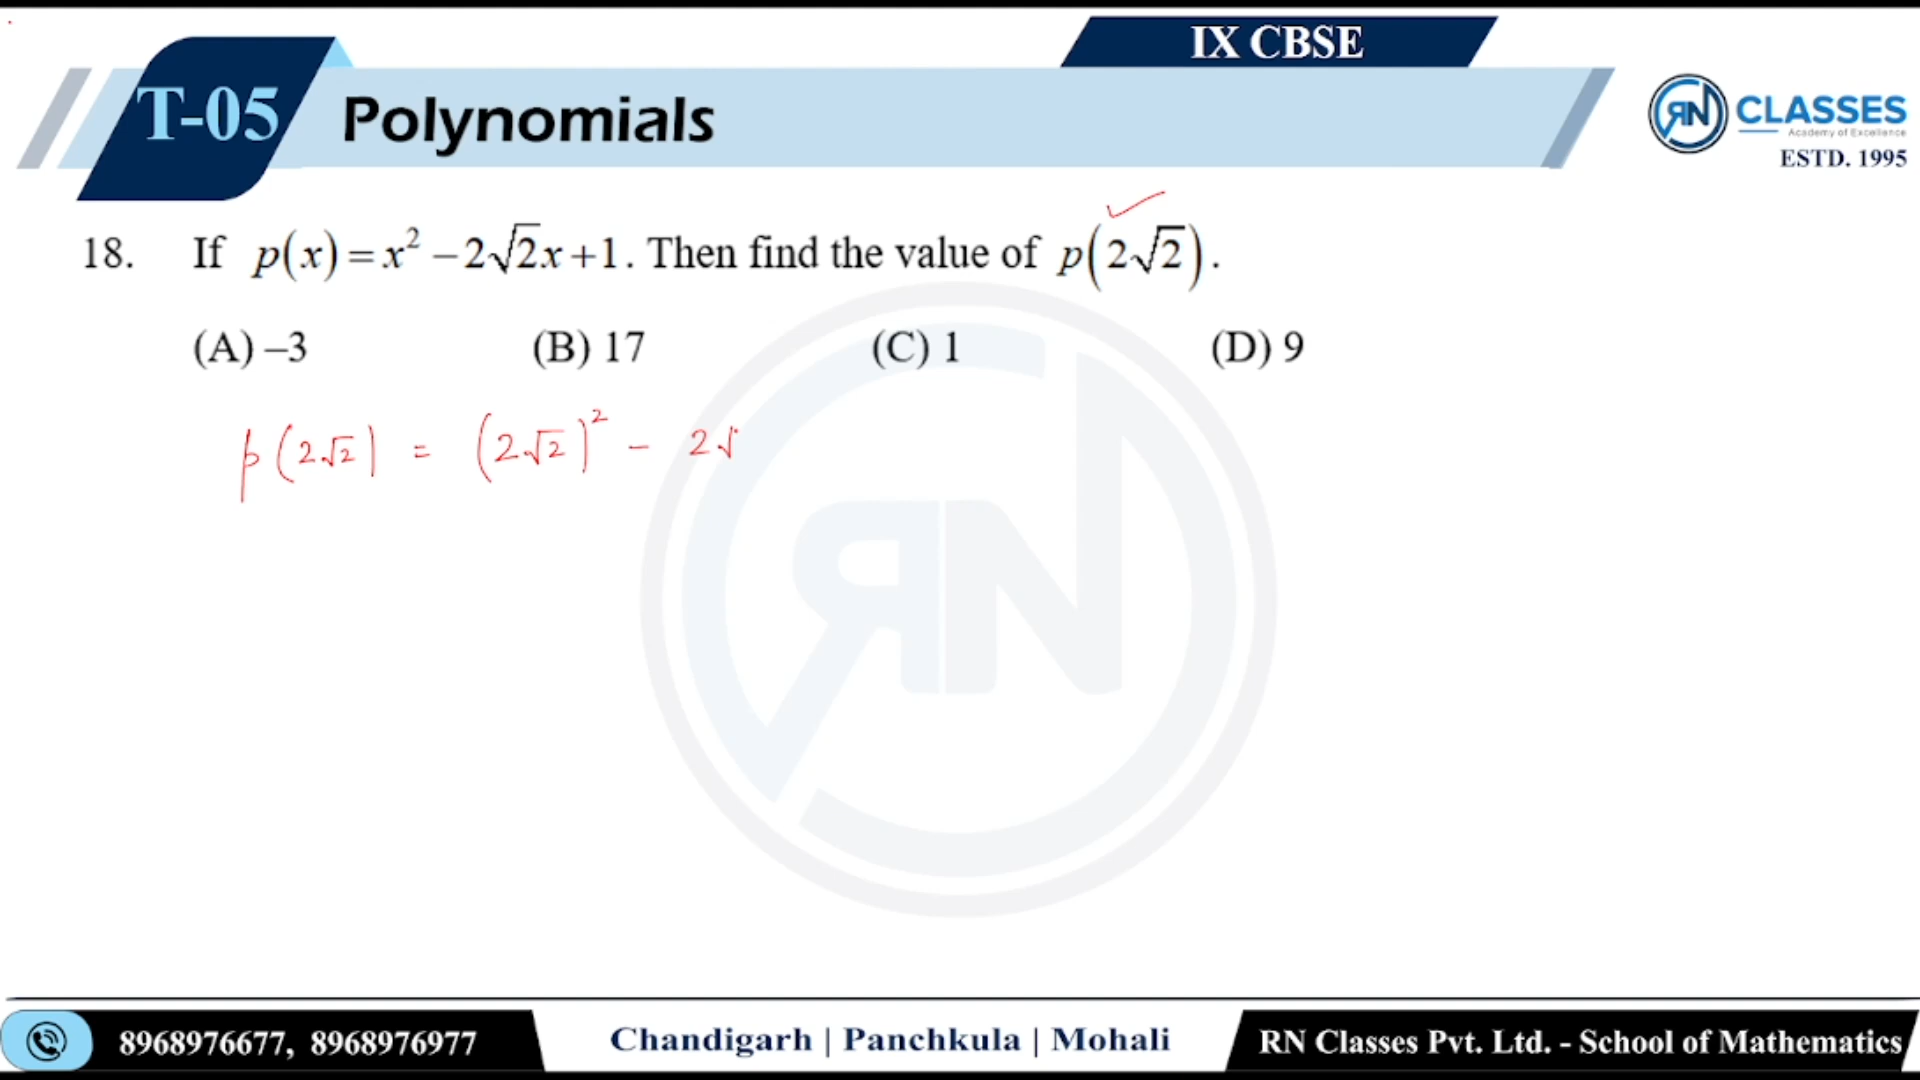 IX CBSE
T-05 Polynomials
RN CLASSES
Academy of Excellence
ESTD. 1995
18. If p(x) = x² − 2√2x + 1. Then find the value of p(2√2).
(A) –3 (B) 17 (C) 1 (D) 9
p(2√2) = (2√2)² − 2√
RN
8968976677, 8968976977 Chandigarh | Panchkula | Mohali RN Classes Pvt. Ltd. - School of Mathematics